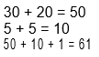 30 + 20 = 50
5 + 5 = 10
50 + 10 + 1 = 61